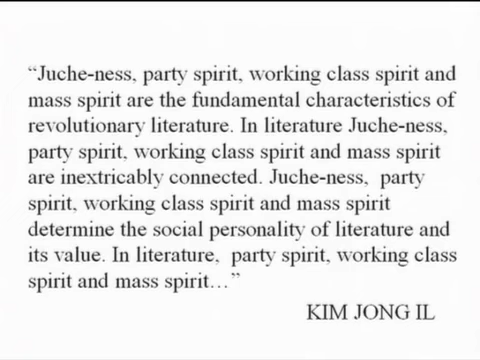 “Juche-ness, party spirit, working class spirit and
mass spirit are the fundamental characteristics of
revolutionary literature. In literature Juche-ness,
party spirit, working class spirit and mass spirit
are inextricably connected. Juche-ness,  party
spirit, working class spirit and mass spirit
determine the social personality of literature and
its value. In literature,  party spirit, working class
spirit and mass spirit…”
KIM JONG IL